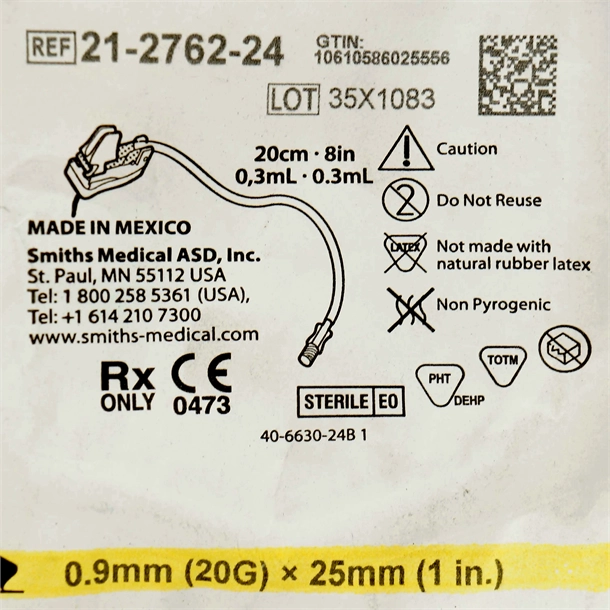 REF 21-2762-24
GTIN:
10610586025556
LOT 35X1083
20cm · 8in
0,3mL · 0.3mL
Caution
2
Do Not Reuse
LATEX
Not made with
natural rubber latex
Non Pyrogenic
MADE IN MEXICO
Smiths Medical ASD, Inc.
St. Paul, MN 55112 USA
Tel: 1 800 258 5361 (USA),
Tel: +1 614 210 7300
www.smiths-medical.com
Rx
ONLY
CE
0473
STERILE EO
PHT
DEHP
TOTM
40-6630-24B 1
0.9mm (20G) × 25mm (1 in.)